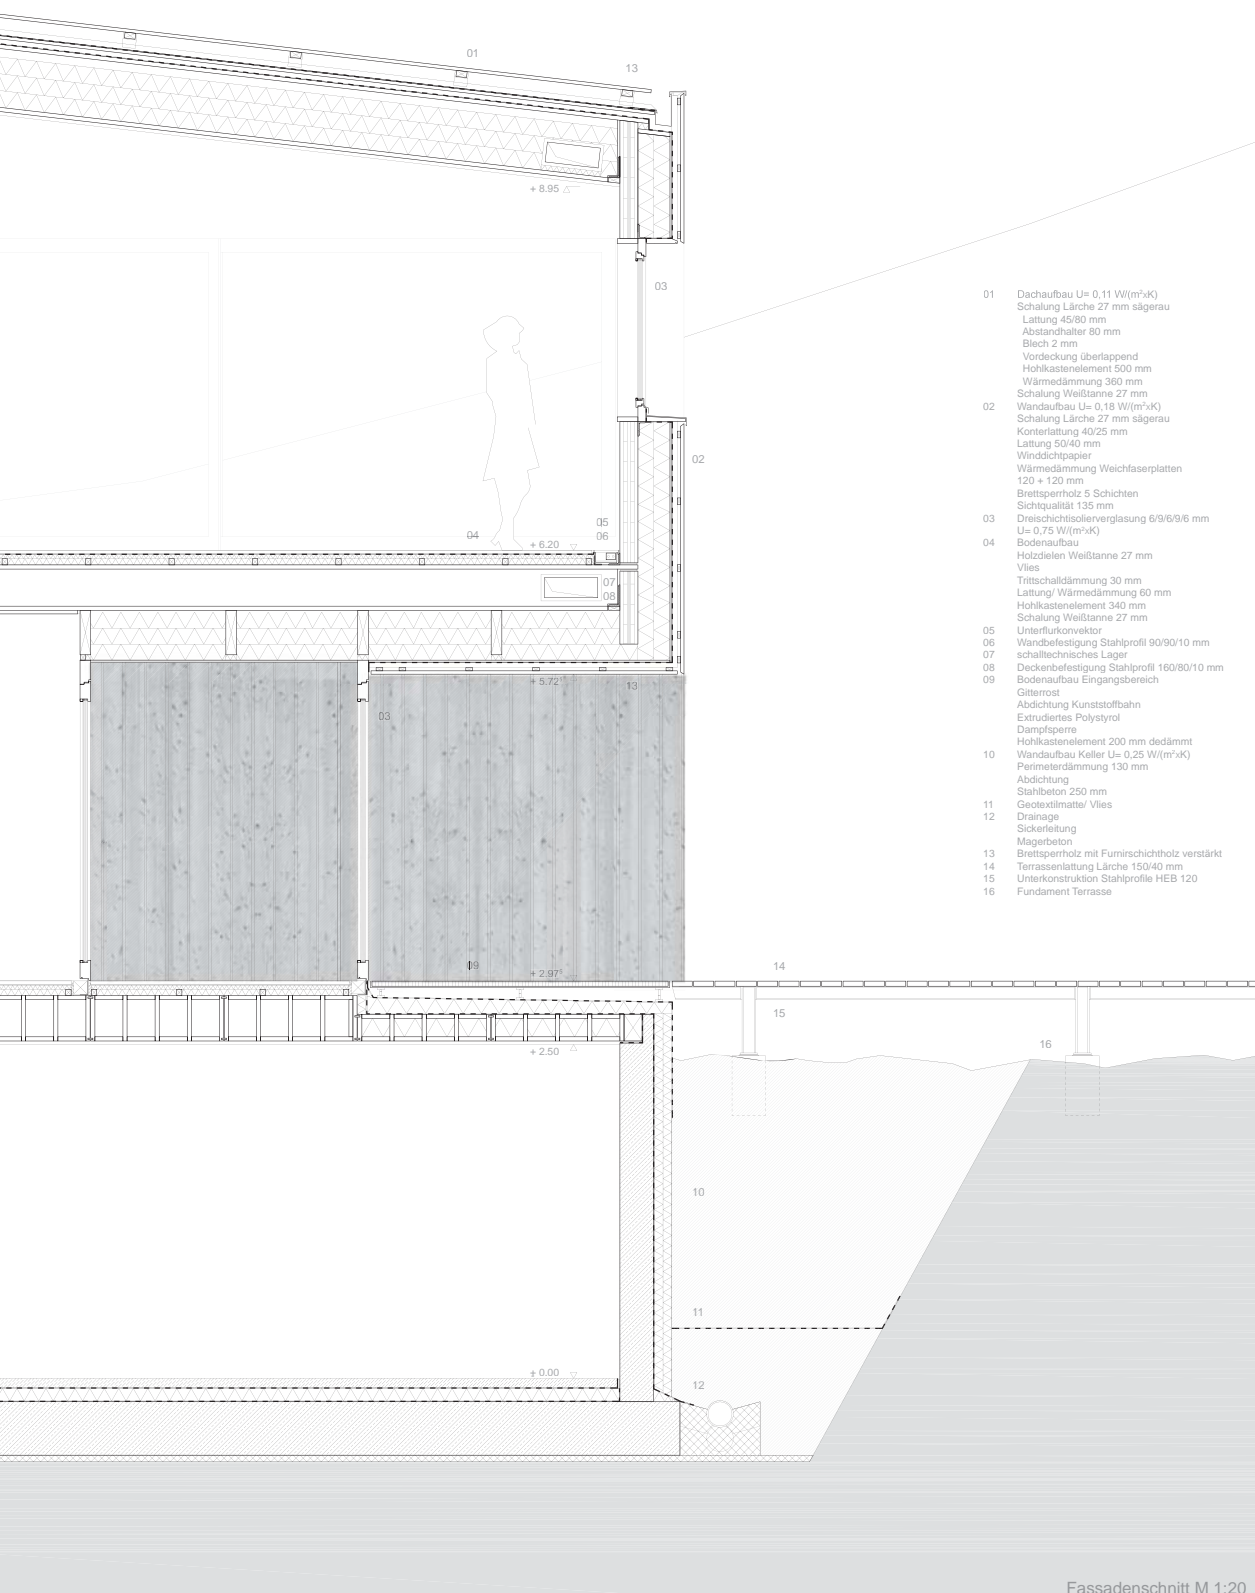 01
13
+ 8.95
03
02
05
04
06
+ 6.20
07
08
+ 5.72
13
03
09
+ 2.97⁵
14
15
+ 2.50
16
10
11
+ 0.00
12
01 Dachaufbau U= 0,11 W/(m²xK)
Schalung Lärche 27 mm sägerau
Lattung 45/80 mm
Abstandhalter 80 mm
Blech 2 mm
Vordeckung überlappend
Hohlkastenelement 500 mm
Wärmedämmung 360 mm
Schalung Weißtanne 27 mm
02 Wandaufbau U= 0,18 W/(m²xK)
Schalung Lärche 27 mm sägerau
Konterlattung 40/25 mm
Lattung 50/40 mm
Winddichtpapier
Wärmedämmung Weichfaserplatten
120 + 120 mm
Brettsperrholz 5 Schichten
Sichtqualität 135 mm
03 Dreischichtisolierverglasung 6/9/6/9/6 mm
U= 0,75 W/(m²xK)
04 Bodenaufbau
Holzdielen Weißtanne 27 mm
Vlies
Trittschalldämmung 30 mm
Lattung/ Wärmedämmung 60 mm
Hohlkastenelement 340 mm
Schalung Weißtanne 27 mm
05 Unterflurkonvektor
06 Wandbefestigung Stahlprofil 90/90/10 mm
07 schalltechnisches Lager
08 Deckenbefestigung Stahlprofil 160/80/10 mm
09 Bodenaufbau Eingangsbereich
Gitterrost
Abdichtung Kunststoffbahn
Extrudiertes Polystyrol
Dampfsperre
Hohlkastenelement 200 mm dedämmt
10 Wandaufbau Keller U= 0,25 W/(m²xK)
Perimeterdämmung 130 mm
Abdichtung
Stahlbeton 250 mm
11 Geotextilmatte/ Vlies
12 Drainage
Sickerleitung
Magerbeton
13 Brettsperrholz mit Furnirschichtholz verstärkt
14 Terrassenlattung Lärche 150/40 mm
15 Unterkonstruktion Stahlprofile HEB 120
16 Fundament Terrasse
Fassadenschnitt M 1:20